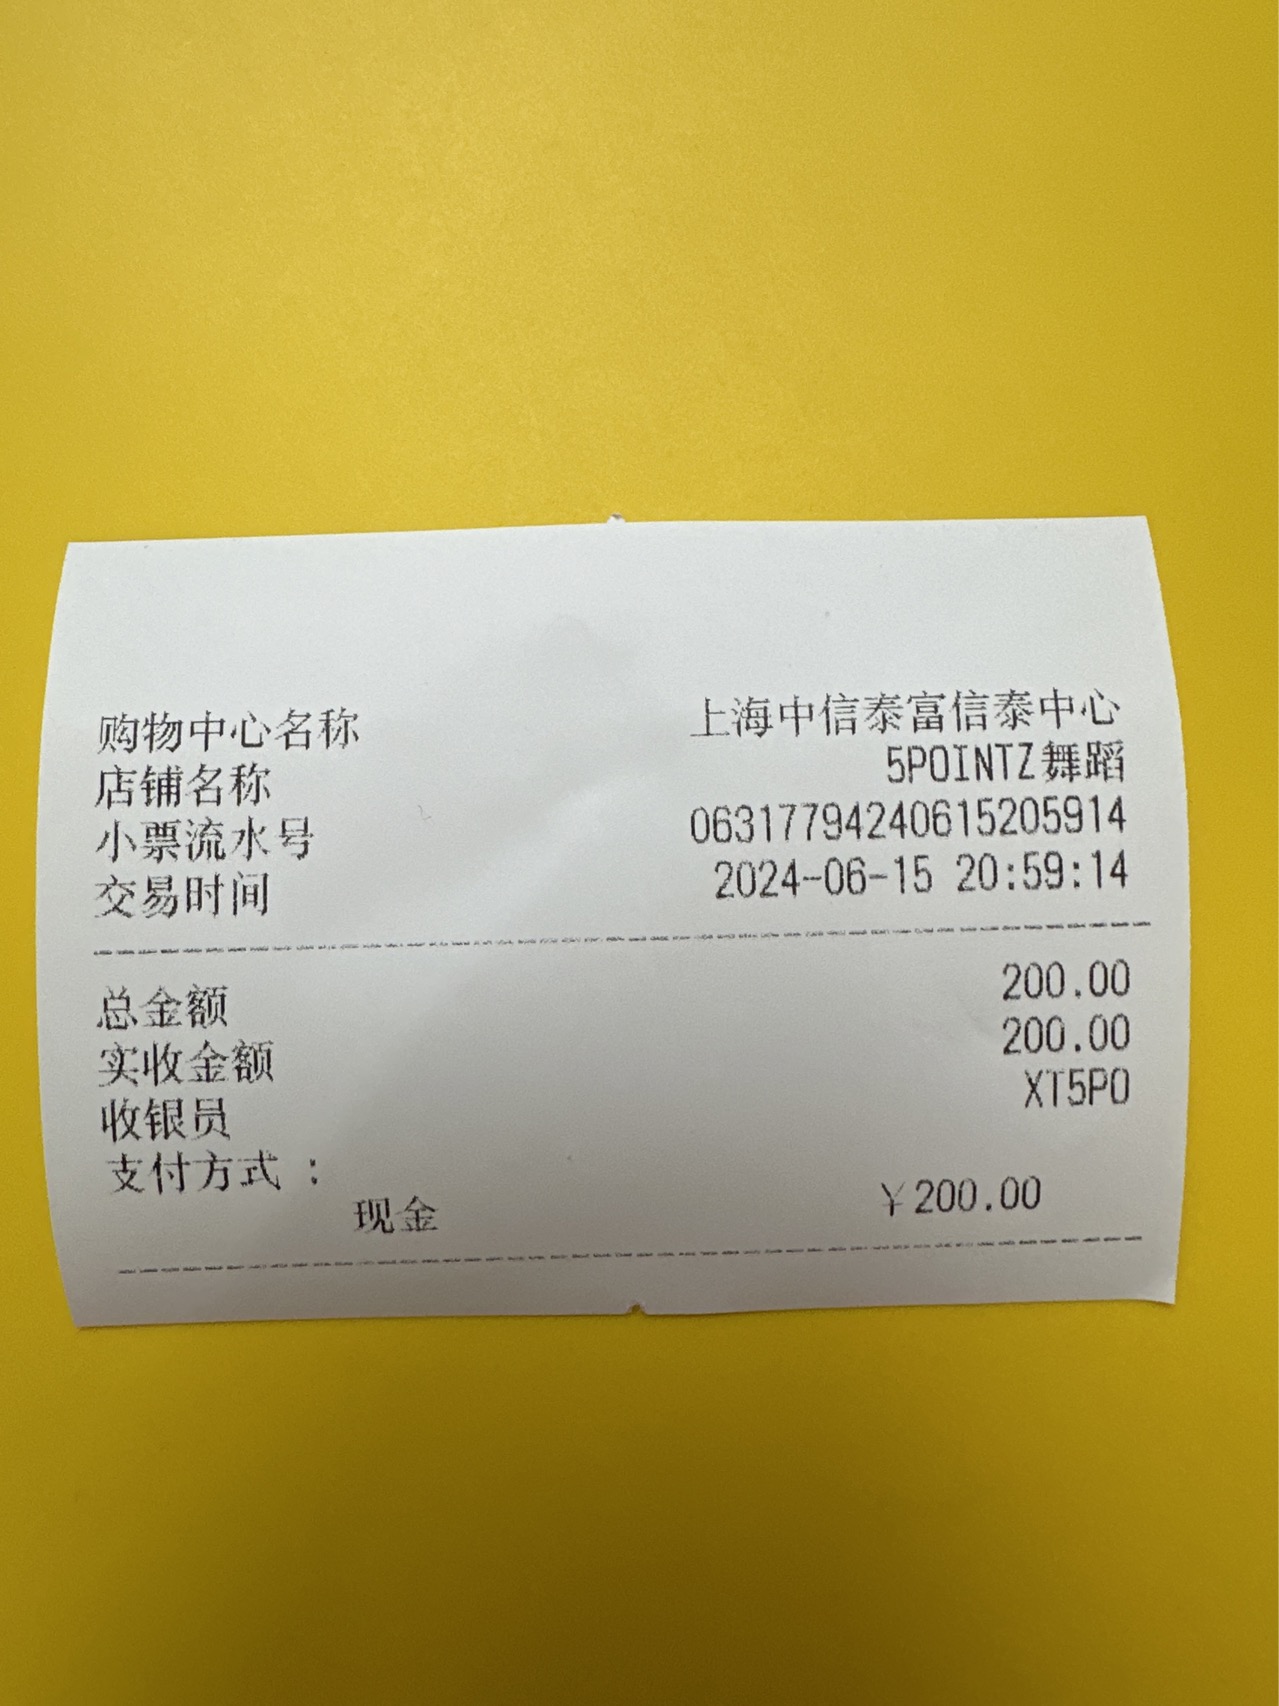 购物中心名称 上海中信泰富信泰中心
店铺名称 5POINTZ舞蹈
小票流水号 06317794240615205914
交易时间 2024-06-15 20:59:14
总金额 200.00
实收金额 200.00
收银员 XT5P0
支付方式 :
现金 ￥200.00